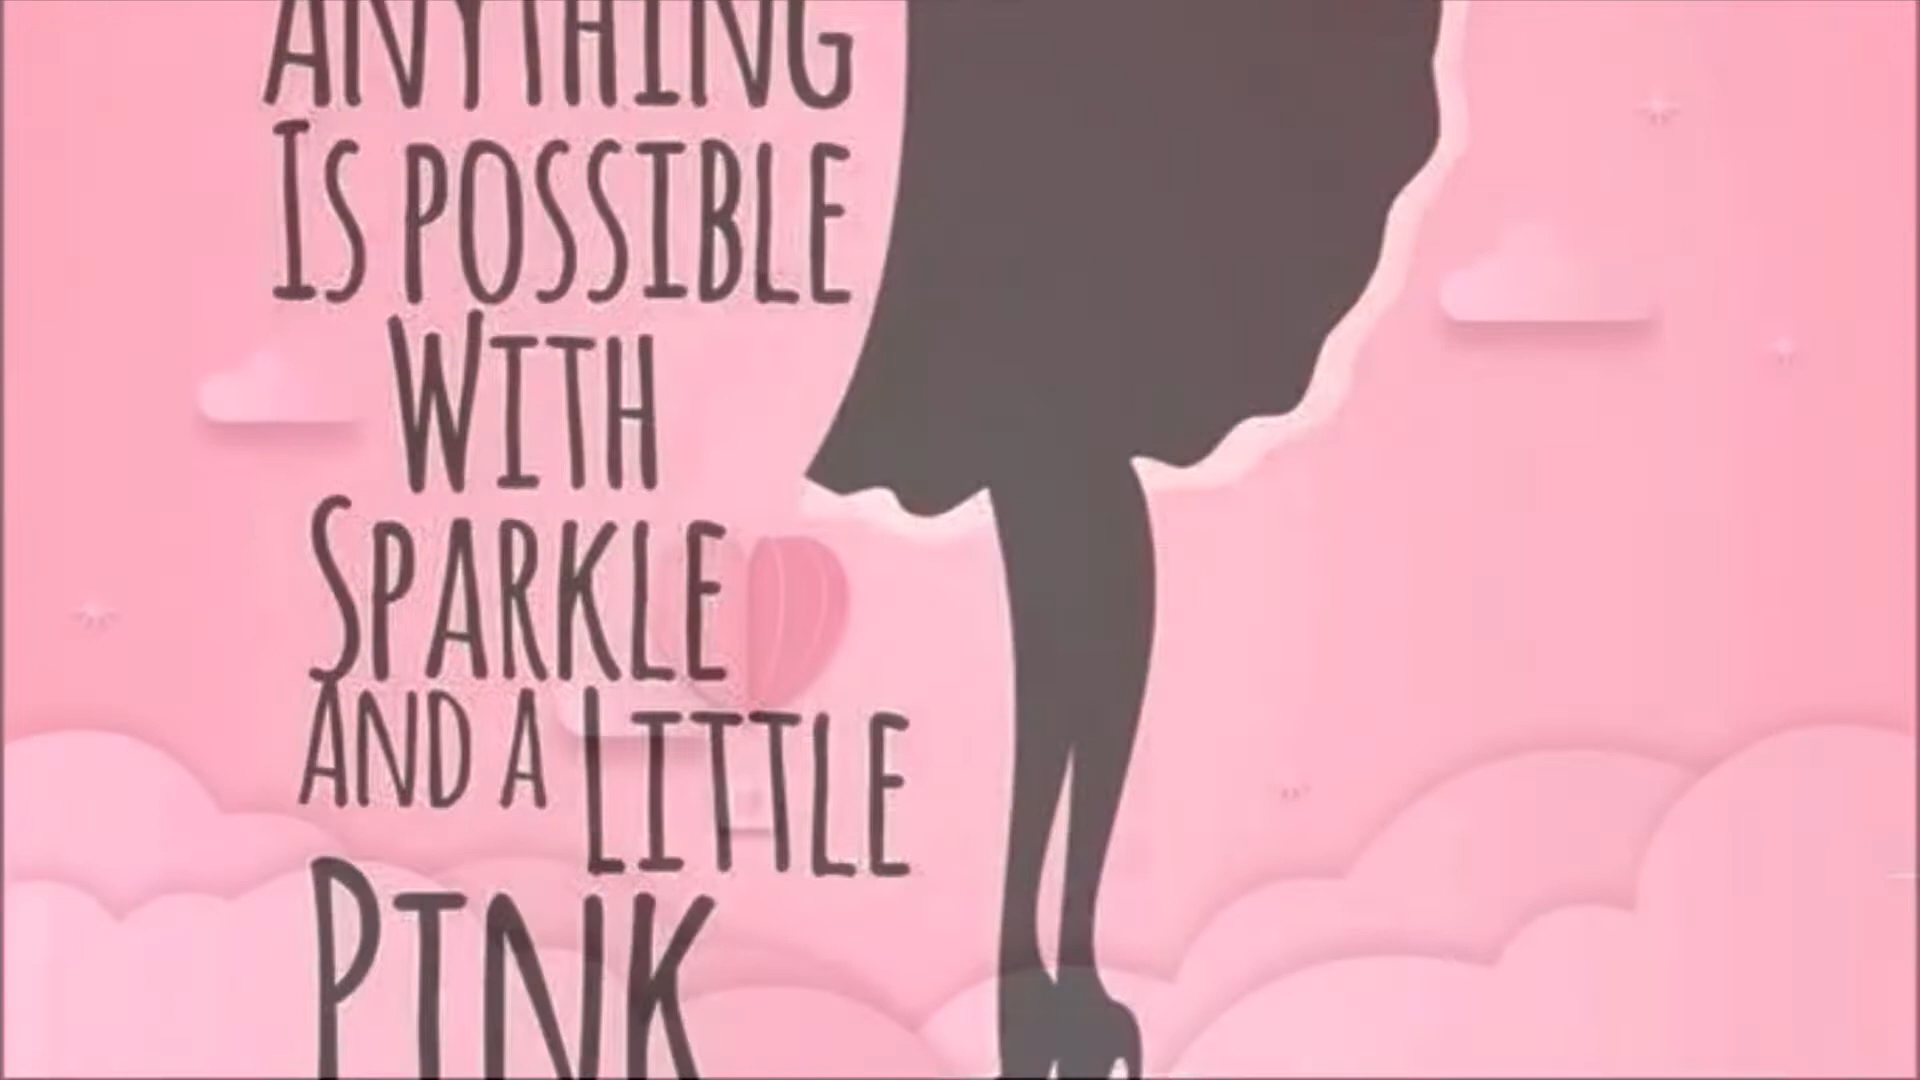 ANYTHING
IS POSSIBLE
WITH
SPARKLE
AND A LITTLE
PINK